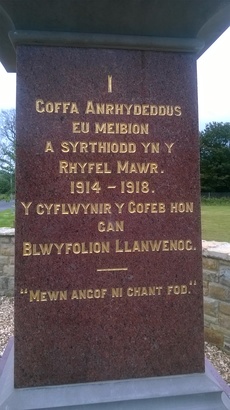 I
Coffa Anrhydeddus
eu meibion
a syrthiodd yn y
Rhyfel Mawr.
1914 – 1918.
Y cyflwynir y Gofeb hon
gan
Blwyfolion Llanwenog.
"Mewn angof ni chant fod."